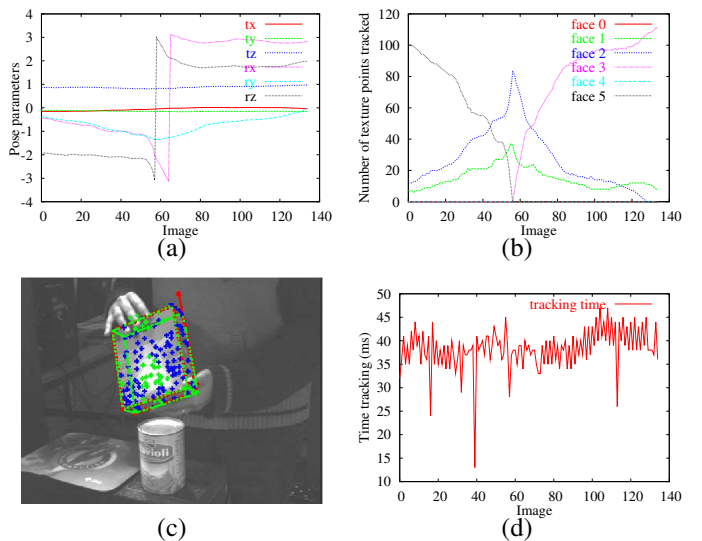 4
3
2
1
0
-1
-2
-3
-4
Pose parameters
tx
ty
tz
rx
ry
rz
0 20 40 60 80 100 120 140
Image
(a)
120
100
80
60
40
20
0
Number of texture points tracked
face 0
face 1
face 2
face 3
face 4
face 5
0 20 40 60 80 100 120 140
Image
(b)
ravioli
(c)
50
45
40
35
30
25
20
15
10
Time tracking (ms)
tracking time
0 20 40 60 80 100 120 140
Image
(d)